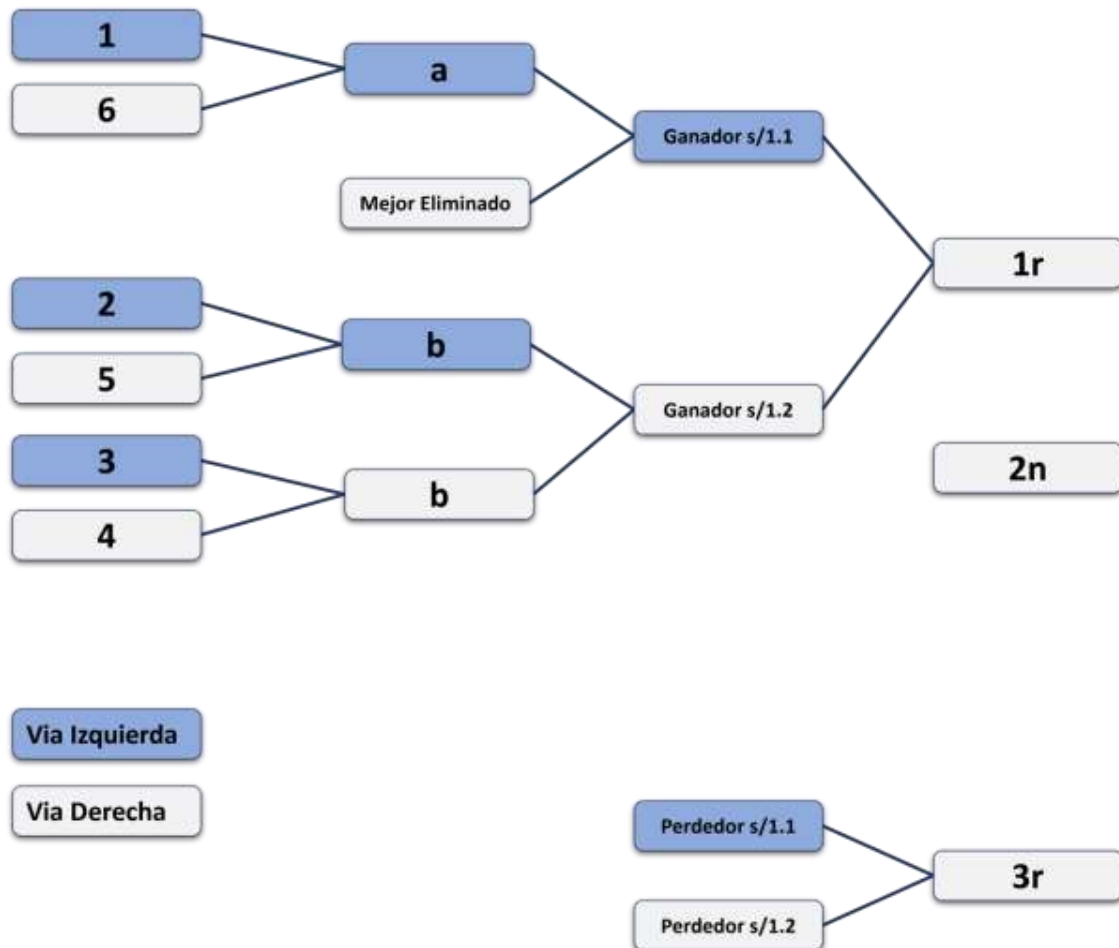 1
6
a
Mejor Eliminado
Ganador s/1.1
2
5
b
3
4
b
Ganador s/1.2
1r
2n
Via Izquierda
Via Derecha
Perdedor s/1.1
Perdedor s/1.2
3r